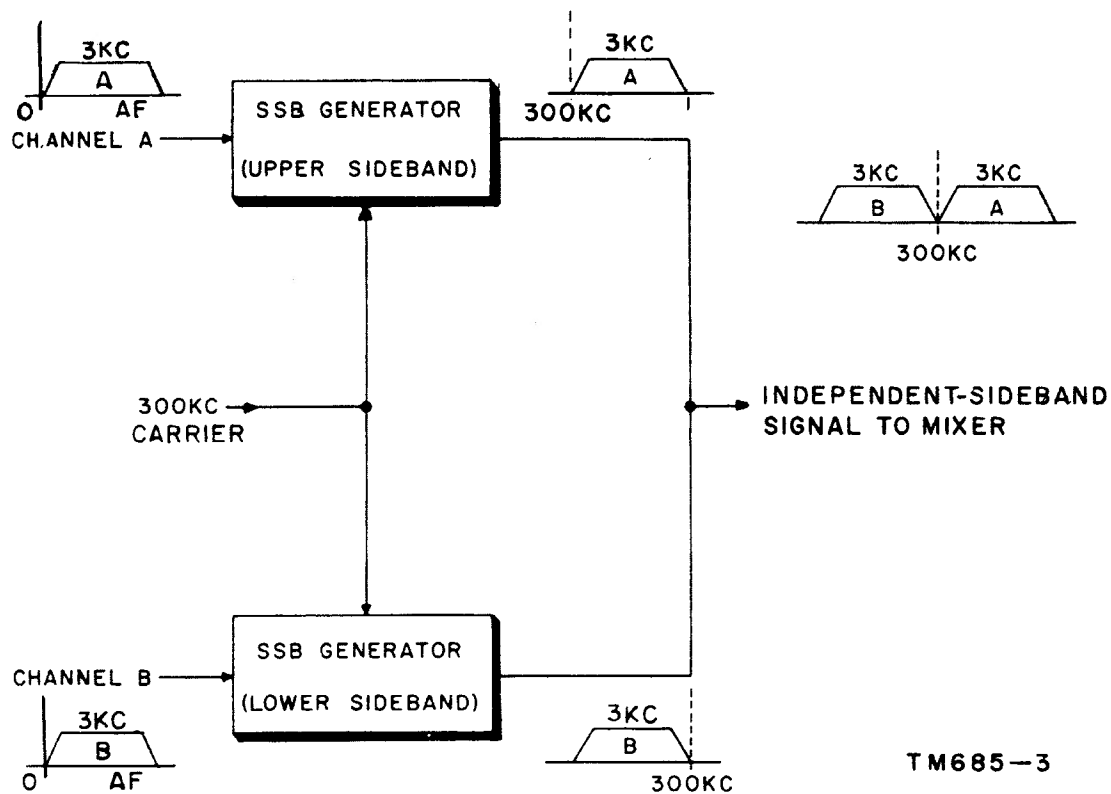 3KC
A
0 AF
CHANNEL A
SSB GENERATOR
(UPPER SIDEBAND)
3KC
A
300KC
3KC 3KC
B A
300KC
300KC
CARRIER
INDEPENDENT-SIDEBAND
SIGNAL TO MIXER
CHANNEL B
SSB GENERATOR
(LOWER SIDEBAND)
3KC
B
0 AF
3KC
B
300KC
TM685-3